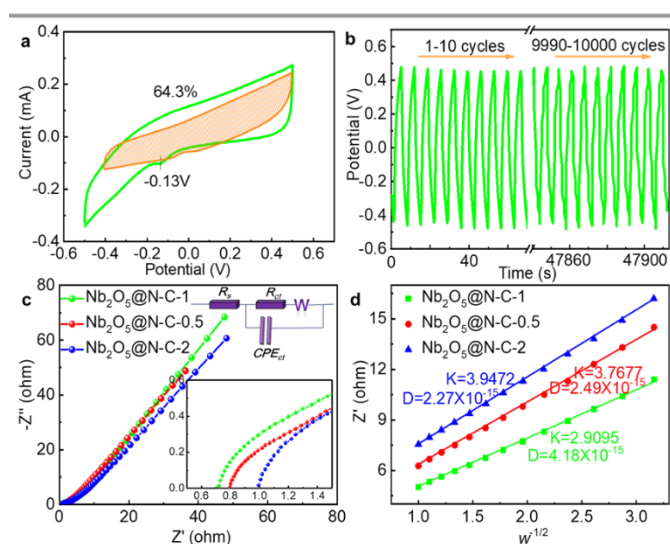 a
64.3%
-0.13V
Current (mA)
0.4
0.2
0.0
-0.2
-0.4
-0.6 -0.4 -0.2 0.0 0.2 0.4 0.6
Potential (V)
b
1-10 cycles 9990-10000 cycles
Potential (V)
0.6
0.4
0.2
0.0
-0.2
-0.4
-0.6
0 20 40 60 47860 47900
Time (s)
c
Nb₂O₅@N-C-1
Nb₂O₅@N-C-0.5
Nb₂O₅@N-C-2
Rs Rct W
CPEct
-Z'' (ohm)
80
60
40
20
0
0.4
0.2
0.0
0.6 0.8 1.0 1.2 1.4
0 20 40 60 80
Z' (ohm)
d
Nb₂O₅@N-C-1
Nb₂O₅@N-C-0.5
Nb₂O₅@N-C-2
K=3.9472
D=2.27X10⁻¹⁵
K=3.7677
D=2.49X10⁻¹⁵
K=2.9095
D=4.18X10⁻¹⁵
Z' (ohm)
15
12
9
6
1.0 1.5 2.0 2.5 3.0
w⁻¹/²